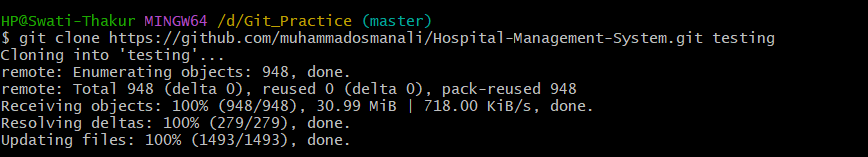 HP@Swati-Thakur MINGW64 /d/Git_Practice (master)
$ git clone https://github.com/muhammadosmanali/Hospital-Management-System.git testing
Cloning into 'testing'...
remote: Enumerating objects: 948, done.
remote: Total 948 (delta 0), reused 0 (delta 0), pack-reused 948
Receiving objects: 100% (948/948), 30.99 MiB | 718.00 KiB/s, done.
Resolving deltas: 100% (279/279), done.
Updating files: 100% (1493/1493), done.